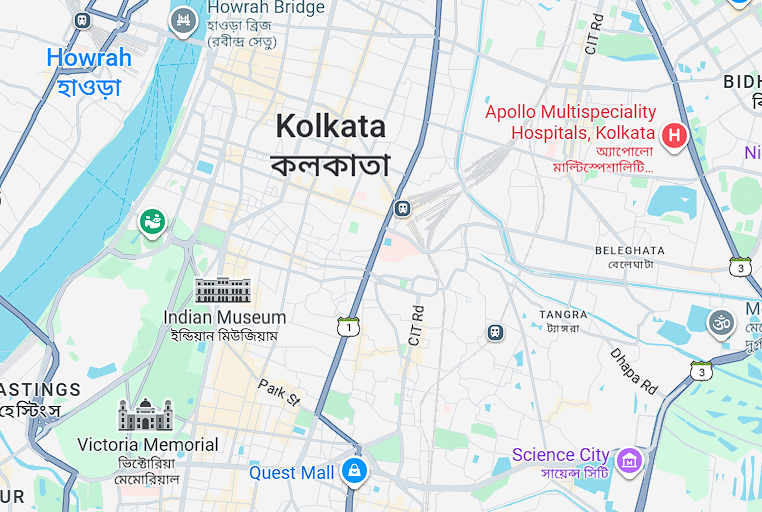 Howrah Bridge
হাওড়া ব্রিজ
(রবীন্দ্র সেতু)
CIT Rd
Howrah
হাওড়া
BIDH
Kolkata
কলকাতা
Apollo Multispeciality
Hospitals, Kolkata
অ্যাপোলো
মাল্টিস্পেশালিটি...
H
Ni
BELEGHATA
বেলেঘাটা
3
Indian Museum
ইন্ডিয়ান মিউজিয়াম
1
CIT Rd
TANGRA
ট্যাংরা
Dhapa Rd
3
ASTINGS
হেস্টিংস
Park St
Victoria Memorial
ভিক্টোরিয়া
মেমোরিয়াল
Quest Mall
Science City
সায়েন্স সিটি
UR